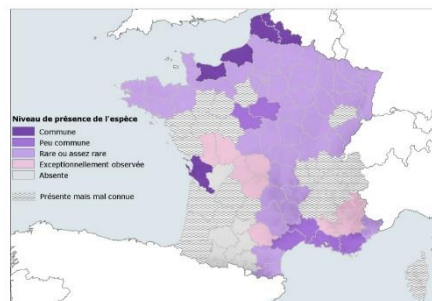 Niveau de présence de l'espèce
Commune
Peu commune
Rare ou assez rare
Exceptionnellement observée
Absente
Présente mais mal connue